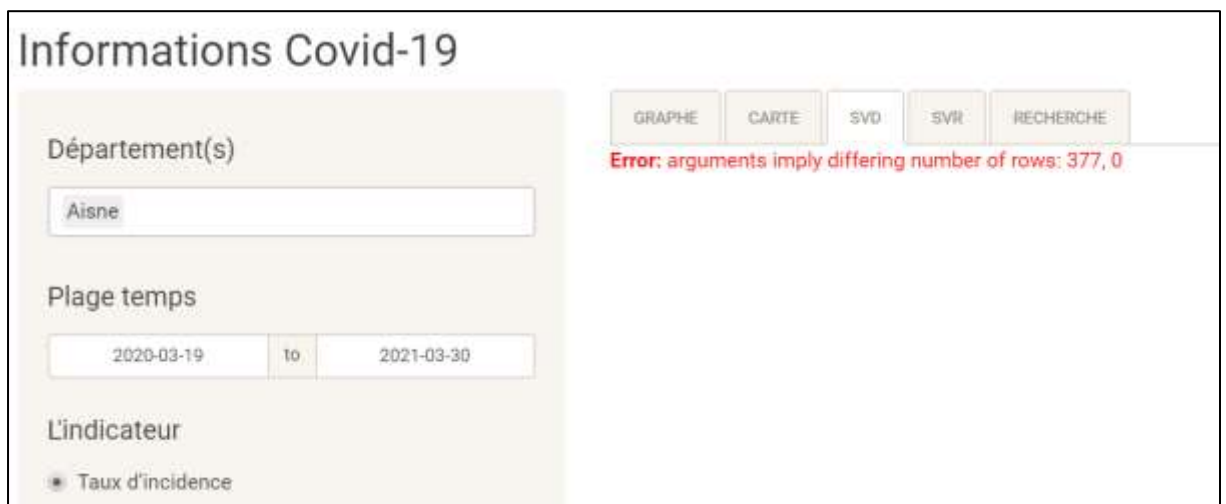 Informations Covid-19
Département(s)
Aisne
Plage temps
2020-03-19 to 2021-03-30
L'indicateur
Taux d'incidence
GRAPHE CARTE SVD SVR RECHERCHE
Error: arguments imply differing number of rows: 377, 0